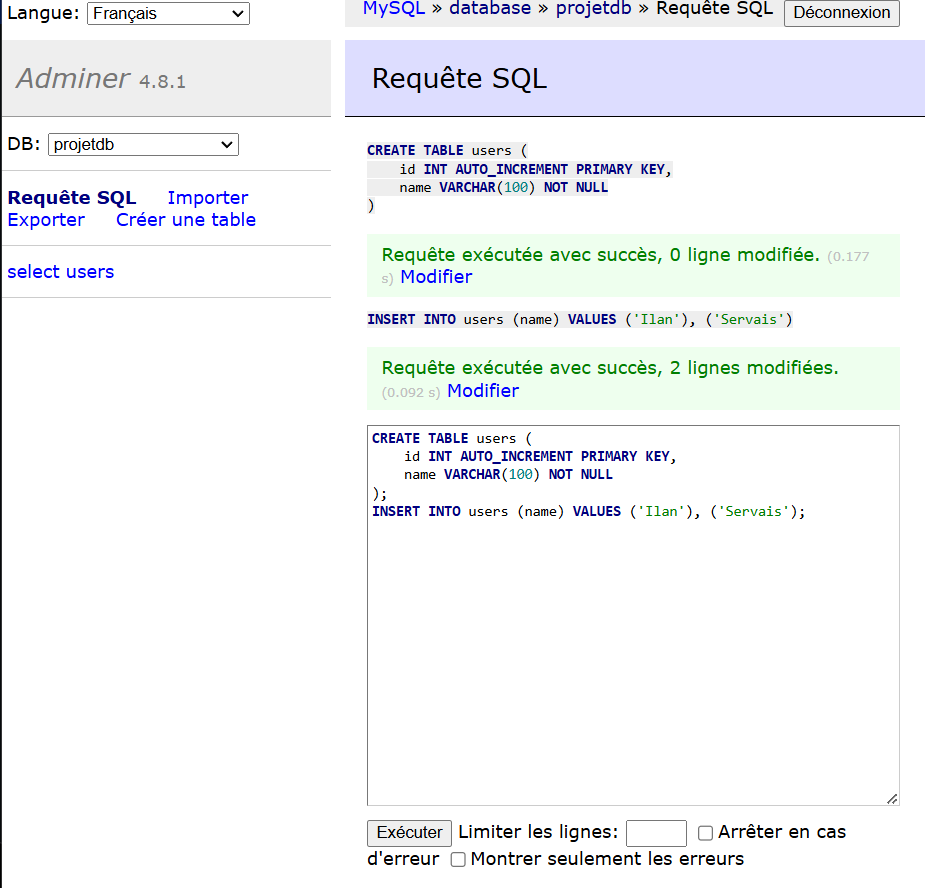 Langue: Français
MySQL » database » projetdb » Requête SQL Déconnexion
Adminer 4.8.1
Requête SQL
DB: projetdb
Requête SQL Importer
Exporter Créer une table
select users
CREATE TABLE users (
    id INT AUTO_INCREMENT PRIMARY KEY,
    name VARCHAR(100) NOT NULL
)
Requête exécutée avec succès, 0 ligne modifiée. (0.177
s) Modifier
INSERT INTO users (name) VALUES ('Ilan'), ('Servais')
Requête exécutée avec succès, 2 lignes modifiées.
(0.092 s) Modifier
CREATE TABLE users (
    id INT AUTO_INCREMENT PRIMARY KEY,
    name VARCHAR(100) NOT NULL
);
INSERT INTO users (name) VALUES ('Ilan'), ('Servais');
Exécuter Limiter les lignes: Arrêter en cas
d'erreur Montrer seulement les erreurs